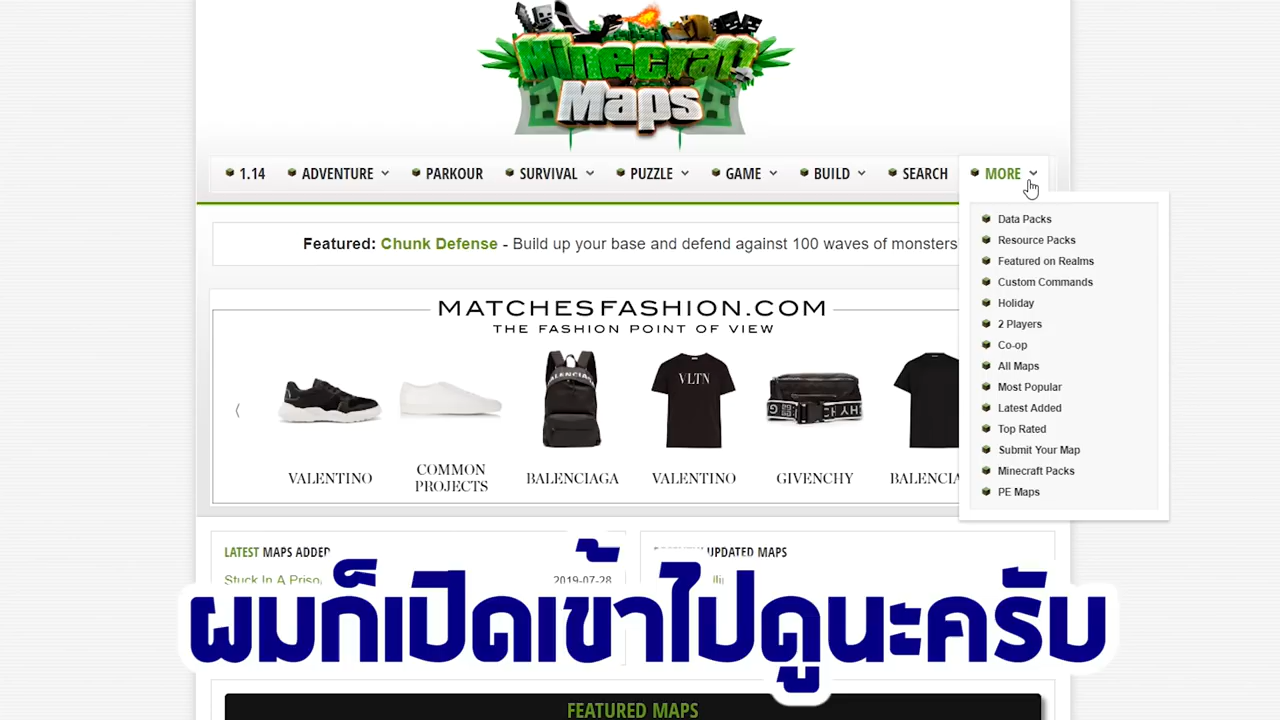 Minecraft
Maps
1.14 ADVENTURE PARKOUR SURVIVAL PUZZLE GAME BUILD SEARCH MORE
Data Packs
Resource Packs
Featured on Realms
Custom Commands
Holiday
2 Players
Co-op
All Maps
Most Popular
Latest Added
Top Rated
Submit Your Map
Minecraft Packs
PE Maps
Featured: Chunk Defense - Build up your base and defend against 100 waves of monsters
MATCHESFASHION.COM
THE FASHION POINT OF VIEW
VLTN
VALENTINO
COMMON
PROJECTS
BALENCIAGA
VALENTINO
GIVENCHY
LATEST MAPS ADDED
UPDATED MAPS
Stuck In A
2019-07-28
ผมก็เปิดเข้าไปดูนะครับ
FEATURED MAPS